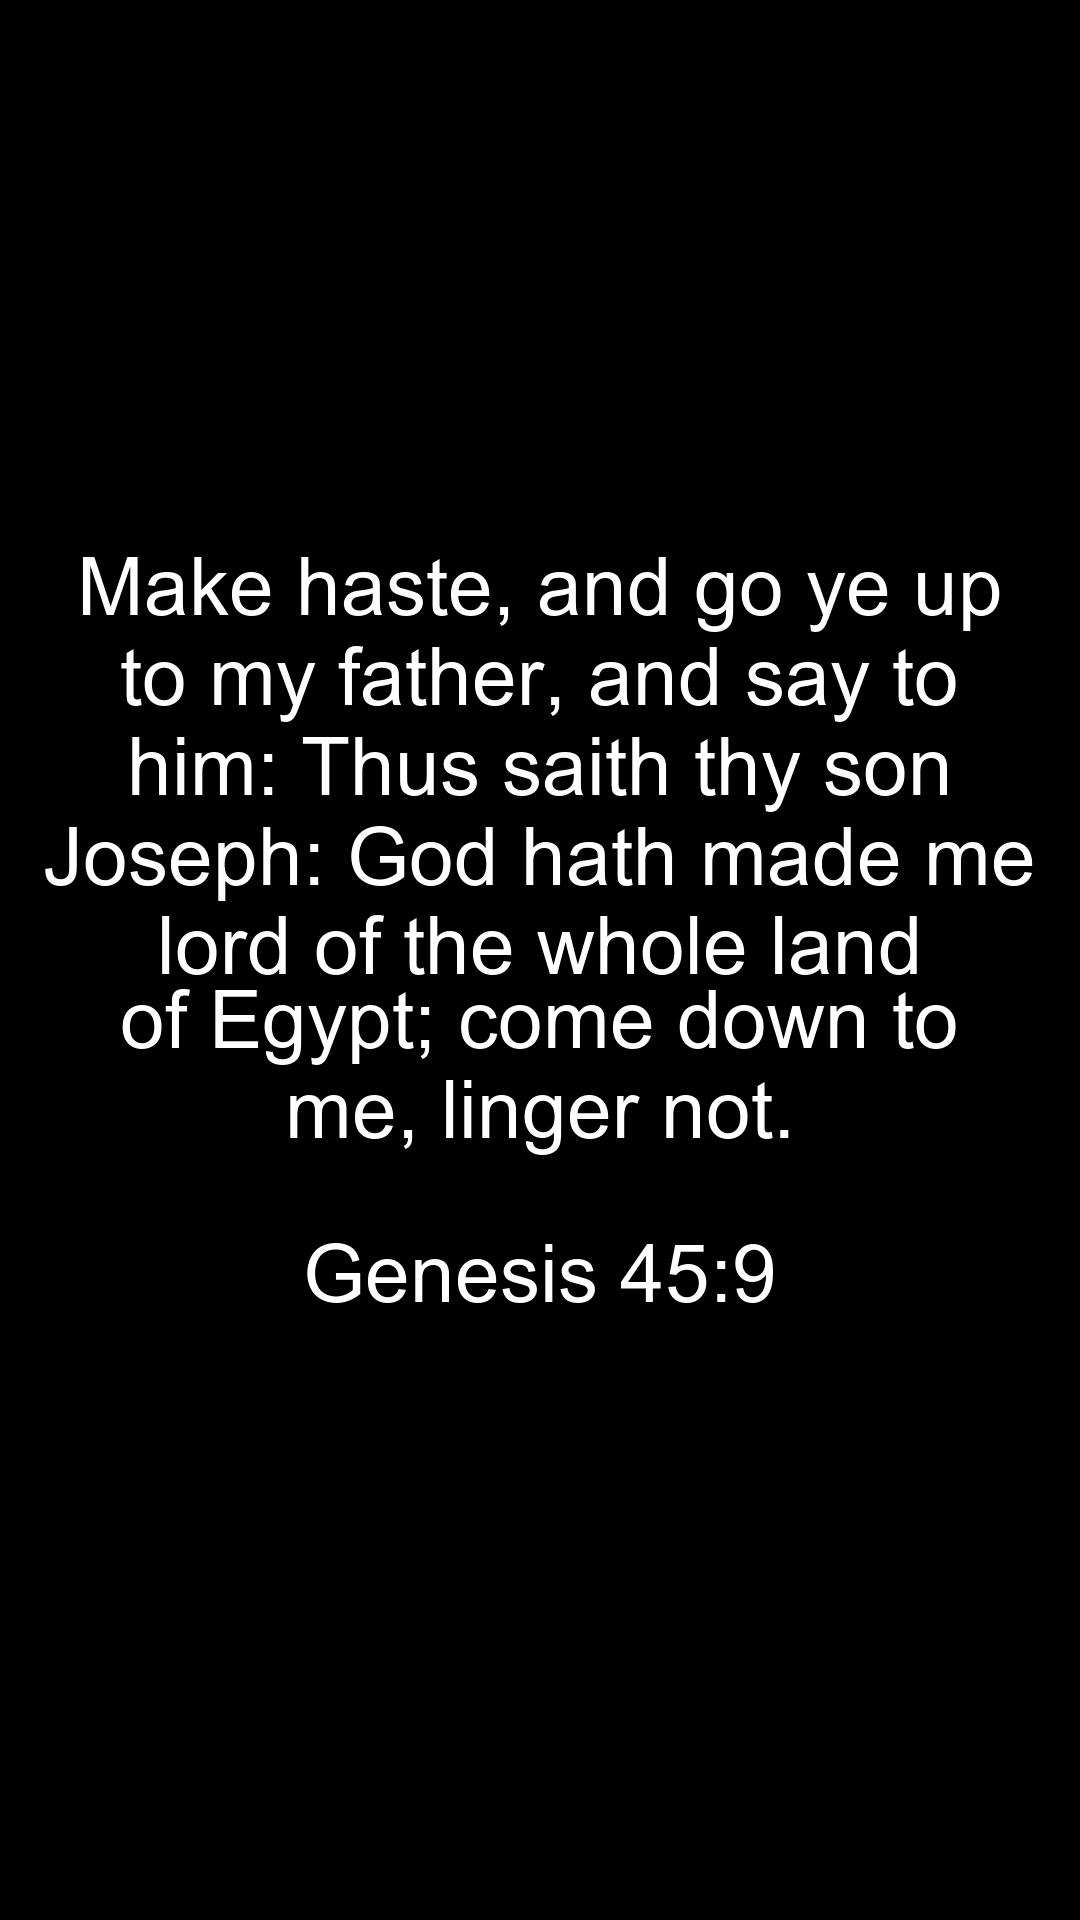 Make haste, and go ye up
to my father, and say to
him: Thus saith thy son
Joseph: God hath made me
lord of the whole land
of Egypt; come down to
me, linger not.
Genesis 45:9